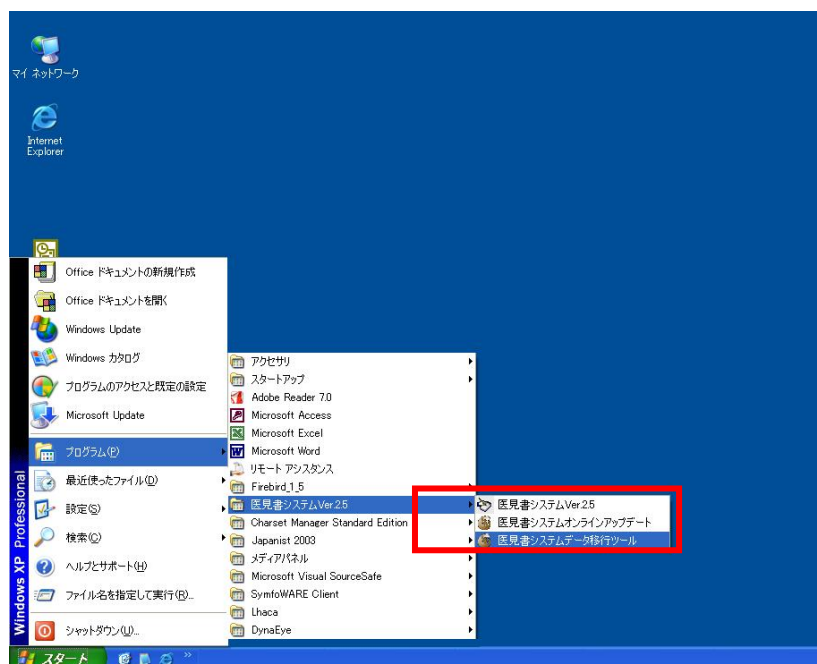 マイ ネットワーク
Internet
Explorer
Office ドキュメントの新規作成
Office ドキュメントを開く
Windows Update
Windows カタログ
プログラムのアクセスと既定の設定
Microsoft Update
プログラム(P)
最近使ったファイル(D)
設定(S)
検索(C)
ヘルプとサポート(H)
ファイル名を指定して実行(R)...
シャットダウン(U)...
Windows XP Professional
アクセサリ
スタートアップ
Adobe Reader 7.0
Microsoft Access
Microsoft Excel
Microsoft Word
リモート アシスタンス
Firebird_1_5
医見書システムVer.2.5
Charset Manager Standard Edition
Japanist 2003
メディアパネル
Microsoft Visual SourceSafe
SymfoWARE Client
Lhaca
DynaEye
医見書システムVer.2.5
医見書システムオンラインアップデート
医見書システムデータ移行ツール
スタート